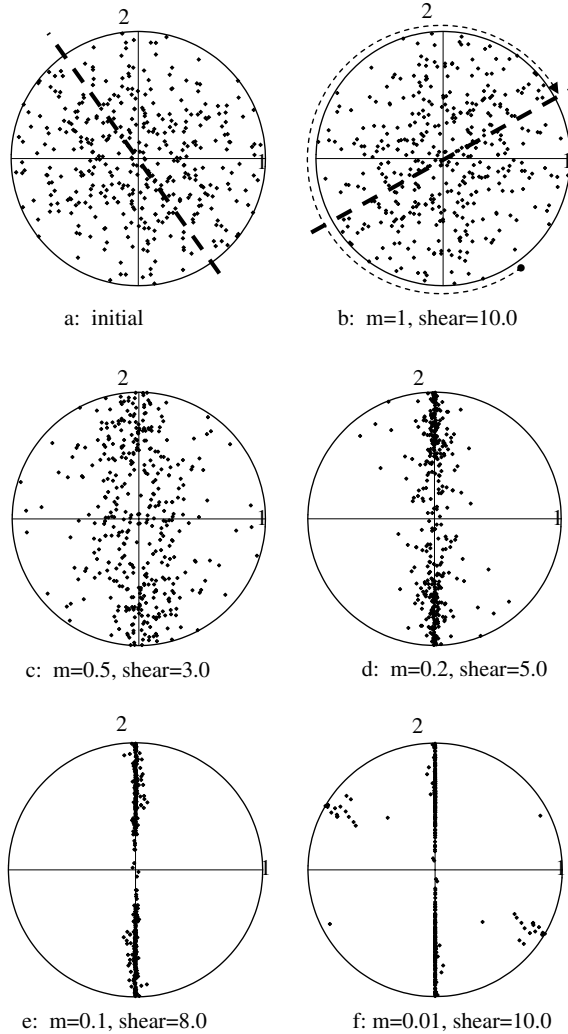 2
2
1
1
a: initial
b: m=1, shear=10.0
2
2
1
1
c: m=0.5, shear=3.0
d: m=0.2, shear=5.0
2
2
1
1
e: m=0.1, shear=8.0
f: m=0.01, shear=10.0